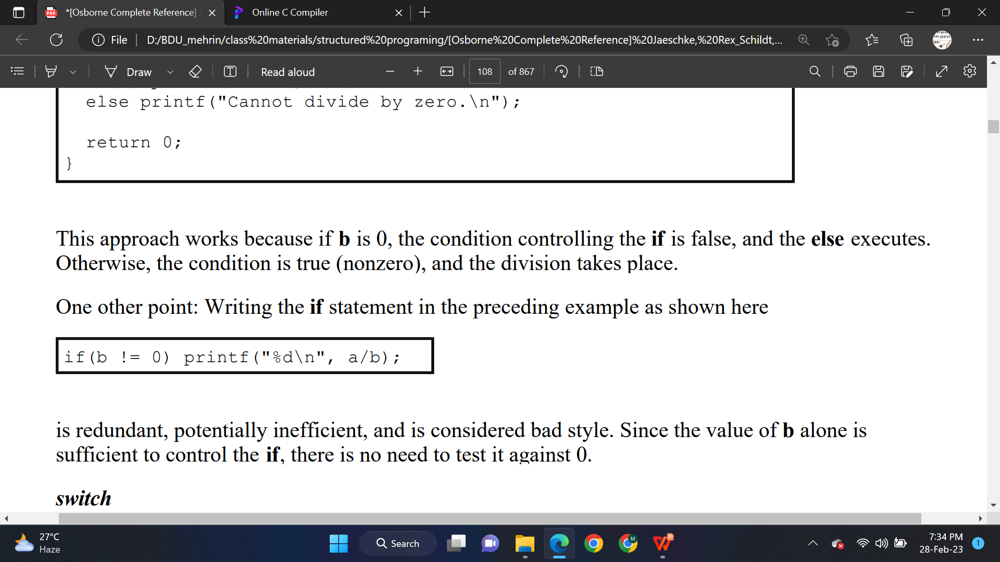 *[Osborne Complete Reference]
Online C Compiler
File
D:/BDU_mehrin/class%20materials/structured%20programing/[Osborne%20Complete%20Reference]%20Jaeschke,%20Rex_Schildt,...
Draw
Read aloud
108
of 867
else printf("Cannot divide by zero.\n");
return 0;
}
This approach works because if b is 0, the condition controlling the if is false, and the else executes.
Otherwise, the condition is true (nonzero), and the division takes place.
One other point: Writing the if statement in the preceding example as shown here
if(b != 0) printf("%d\n", a/b);
is redundant, potentially inefficient, and is considered bad style. Since the value of b alone is
sufficient to control the if, there is no need to test it against 0.
switch
27°C
Haze
Search
7:34 PM
28-Feb-23
1